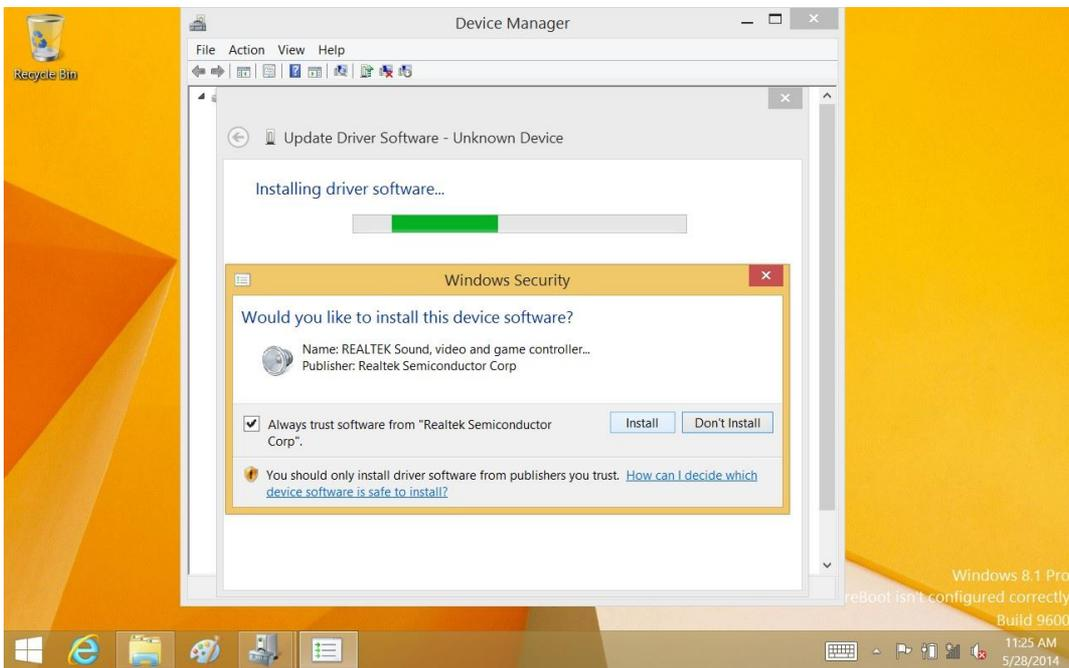 Recycle Bin
Device Manager
File Action View Help
Update Driver Software - Unknown Device
Installing driver software...
Windows Security
Would you like to install this device software?
Name: REALTEK Sound, video and game controller...
Publisher: Realtek Semiconductor Corp
Always trust software from "Realtek Semiconductor
Corp".
Install
Don't Install
You should only install driver software from publishers you trust. How can I decide which
device software is safe to install?
Windows 8.1 Pro
reBoot isn't configured correctly
Build 9600
11:25 AM
5/28/2014